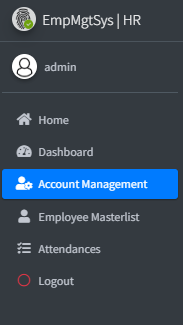 EmpMgtSys | HR
admin
Home
Dashboard
Account Management
Employee Masterlist
Attendances
Logout